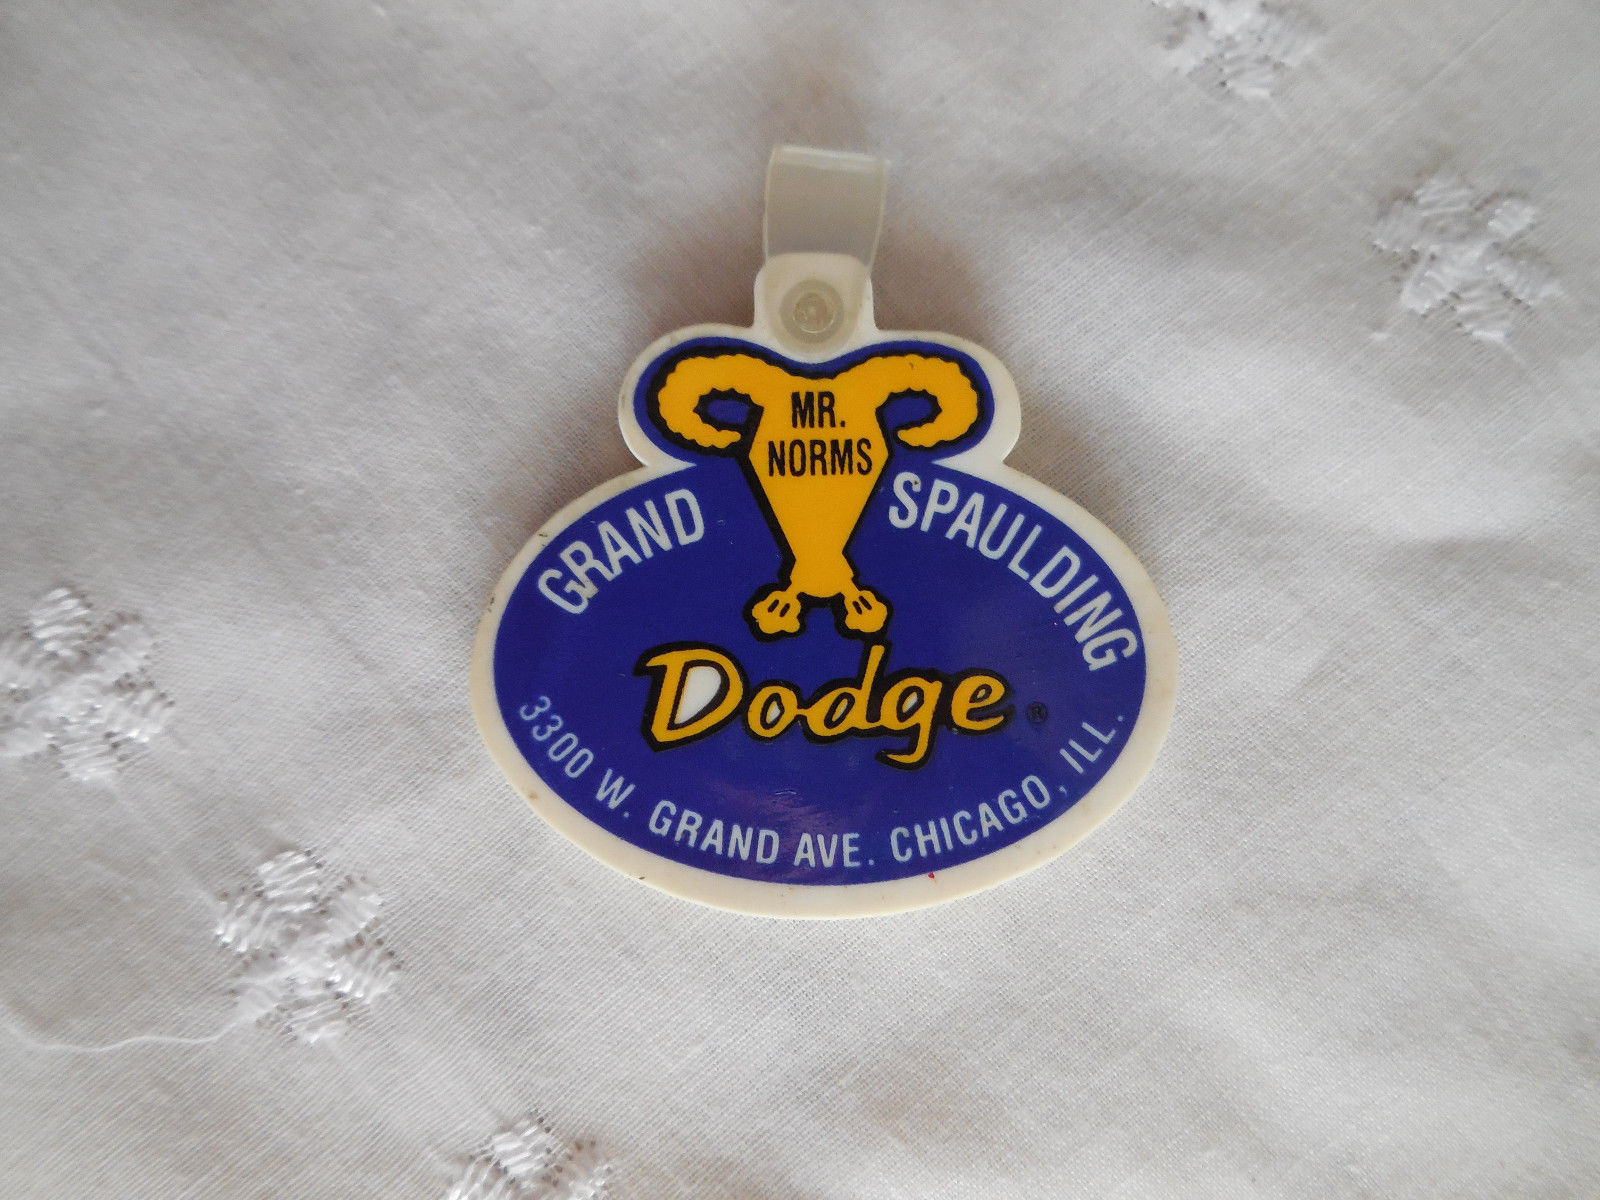 MR.
NORMS
GRAND SPAULDING
Dodge®
3300 W. GRAND AVE. CHICAGO, ILL.